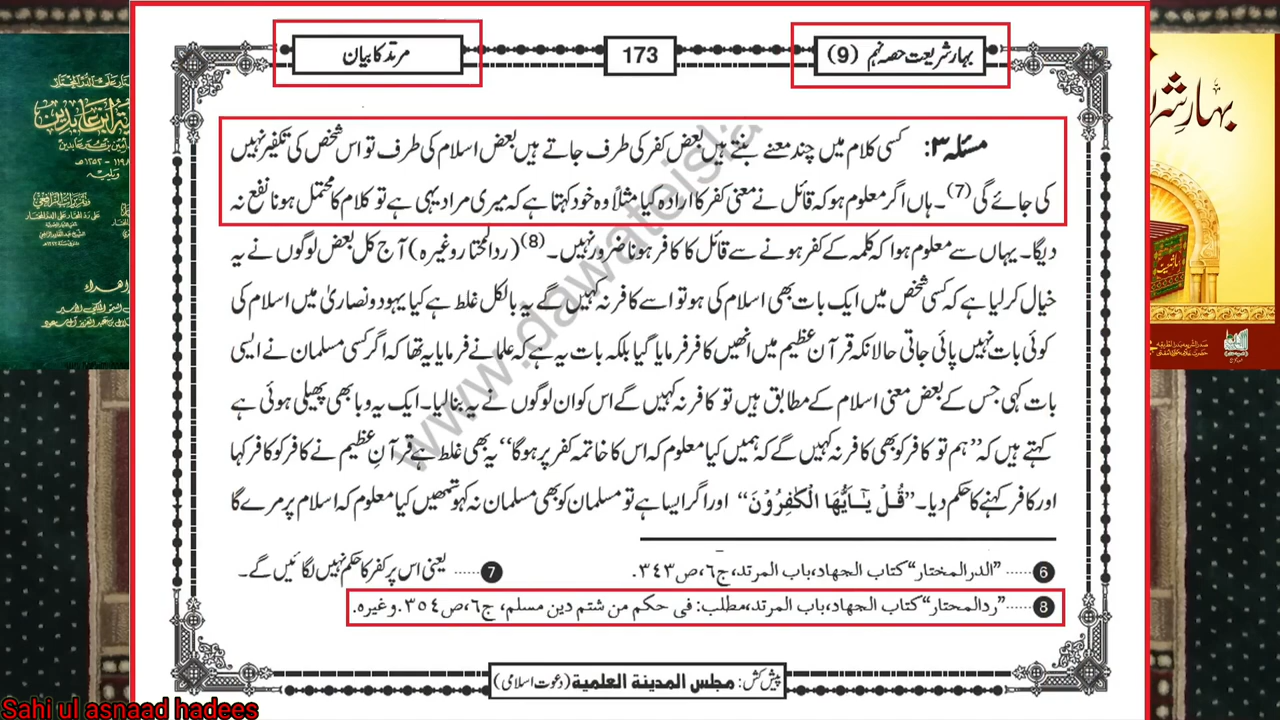 بہار شریعت حصہ نہم (9)
173
مرتد کا بیان
مسئلہ ۳: کسی کلام میں چند معنے بنتے ہیں بعض کفر کی طرف جاتے ہیں بعض اسلام کی طرف تو اس شخص کی تکفیر نہیں
کی جائے گی (7)۔ ہاں اگر معلوم ہو کہ قائل نے معنی کفر کا ارادہ کیا مثلاً وہ خود کہتا ہے کہ میری مراد یہی ہے تو کلام کا محتمل ہونا نفع نہ
دیگا۔ یہاں سے معلوم ہوا کہ کلمہ کے کفر ہونے سے قائل کا کافر ہونا ضرور نہیں۔ (8) (ردالمحتار وغیرہ) آج کل بعض لوگوں نے یہ
خیال کر لیا ہے کہ کسی شخص میں ایک بات بھی اسلام کی ہو تو اسے کافر نہ کہیں گے یہ بالکل غلط ہے کیا یہود و نصاریٰ میں اسلام کی
کوئی بات نہیں پائی جاتی حالانکہ قرآن عظیم میں انھیں کافر فرمایا گیا بلکہ بات یہ ہے کہ علما نے فرمایا یہ تھا کہ اگر کسی مسلمان نے ایسی
بات کہی جس کے بعض معنی اسلام کے مطابق ہیں تو کافر نہ کہیں گے اس کو ان لوگوں نے یہ بنا لیا۔ ایک یہ وبا بھی پھیلی ہوئی ہے
کہتے ہیں کہ ”ہم تو کافر کو بھی کافر نہ کہیں گے کہ ہمیں کیا معلوم کہ اس کا خاتمہ کفر پر ہوگا“ یہ بھی غلط ہے قرآنِ عظیم نے کافر کو کافر کہا
اور کافر کہنے کا حکم دیا۔ ”قُلْ یٰۤاَیُّهَا الْكٰفِرُوْنَ“ اور اگر ایسا ہے تو مسلمان کو بھی مسلمان نہ کہو تمھیں کیا معلوم کہ اسلام پر مرے گا
6 ..... ”الدر المختار“ کتاب الجهاد، باب المرتد، ج٦، ص٣٤٣.
7 ..... یعنی اس پر کفر کا حکم نہیں لگائیں گے۔
8 ..... ”ردالمحتار“ کتاب الجهاد، باب المرتد، مطلب: فی حکم من شتم دین مسلم، ج٦، ص٣٥٤. وغیرہ.
پیش کش: مجلس المدینۃ العلمیۃ (دعوت اسلامی)
www.dawateisla
Sahi ul asnaad hadees